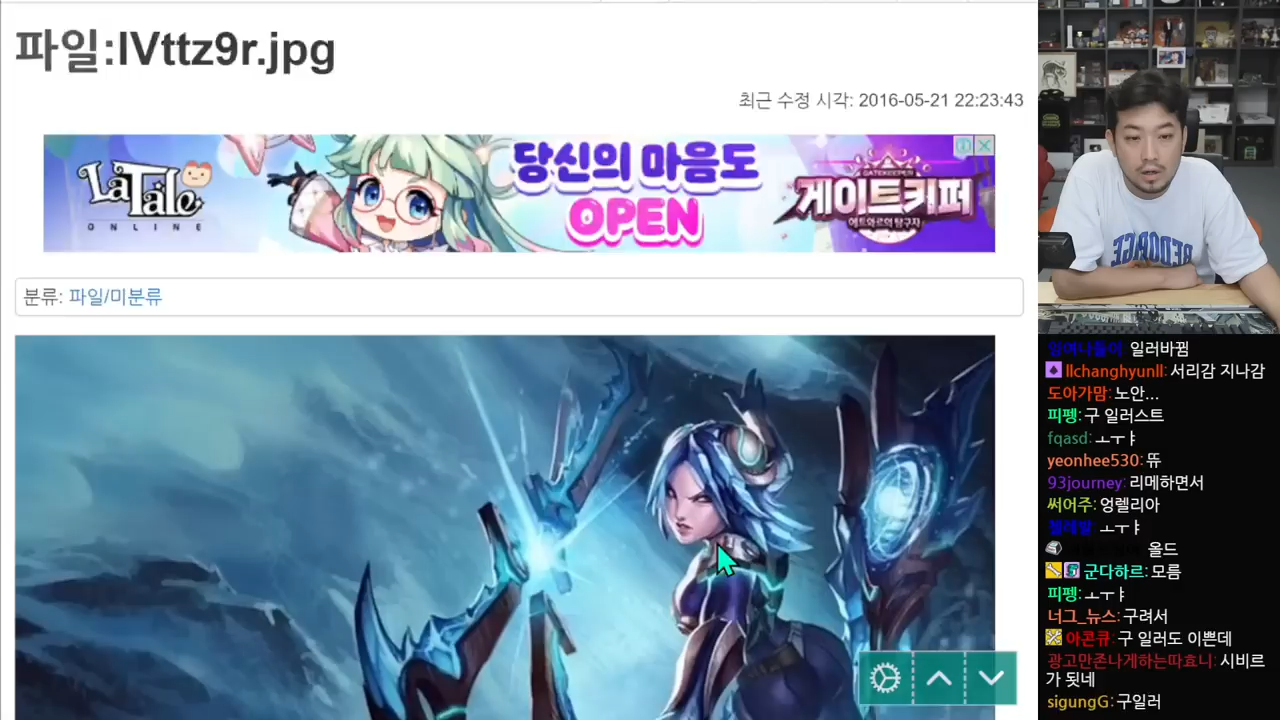 파일:lVttz9r.jpg
최근 수정 시각: 2016-05-21 22:23:43
LaTale
ONLINE
당신의 마음도
OPEN
GATEKEEPER
게이트키퍼
분류: 파일/미분류
일러바뀜
llchanghyunll: 서리감 지나감
도아가맘: 노안...
피펭: 구 일러스트
fqasd: ㅗㅜㅑ
yeonhee530: 뜌
93journey: 리메하면서
써어주: 엉렐리아
ㅗㅜㅑ
올드
군다하르: 모름
피펭: ㅗㅜㅑ
너그_뉴스: 구려서
아콘큐: 구 일러도 이쁜데
광고만존나게하는따효니: 시비르
가 됫네
sigungG: 구일러